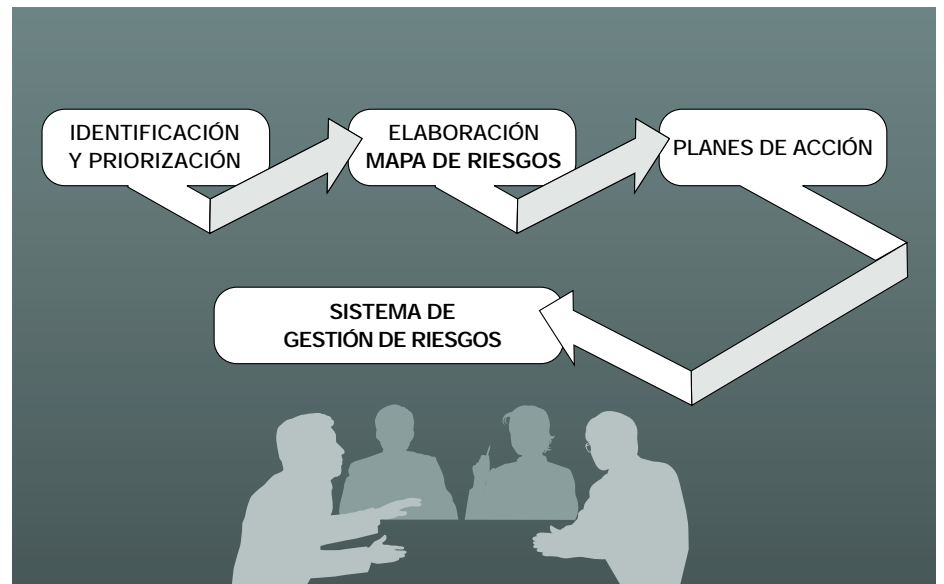 IDENTIFICACIÓN
Y PRIORIZACIÓN
ELABORACIÓN
MAPA DE RIESGOS
PLANES DE ACCIÓN
SISTEMA DE
GESTIÓN DE RIESGOS